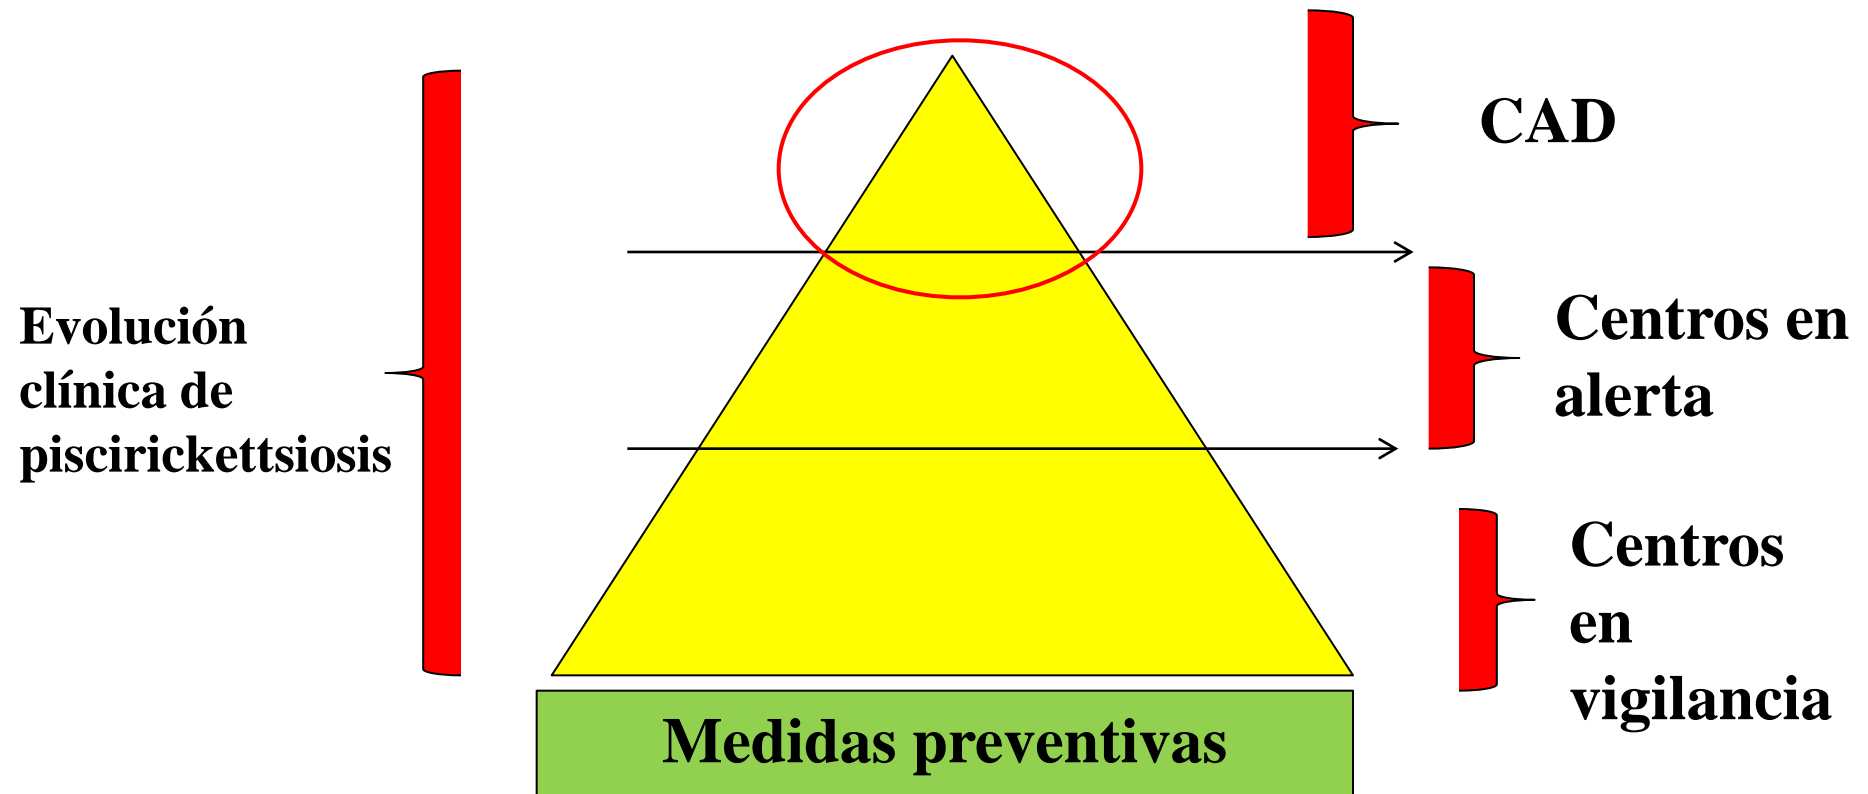 CAD
Evolución
clínica de
piscirickettsiosis
Centros en
alerta
Centros
en
vigilancia
Medidas preventivas